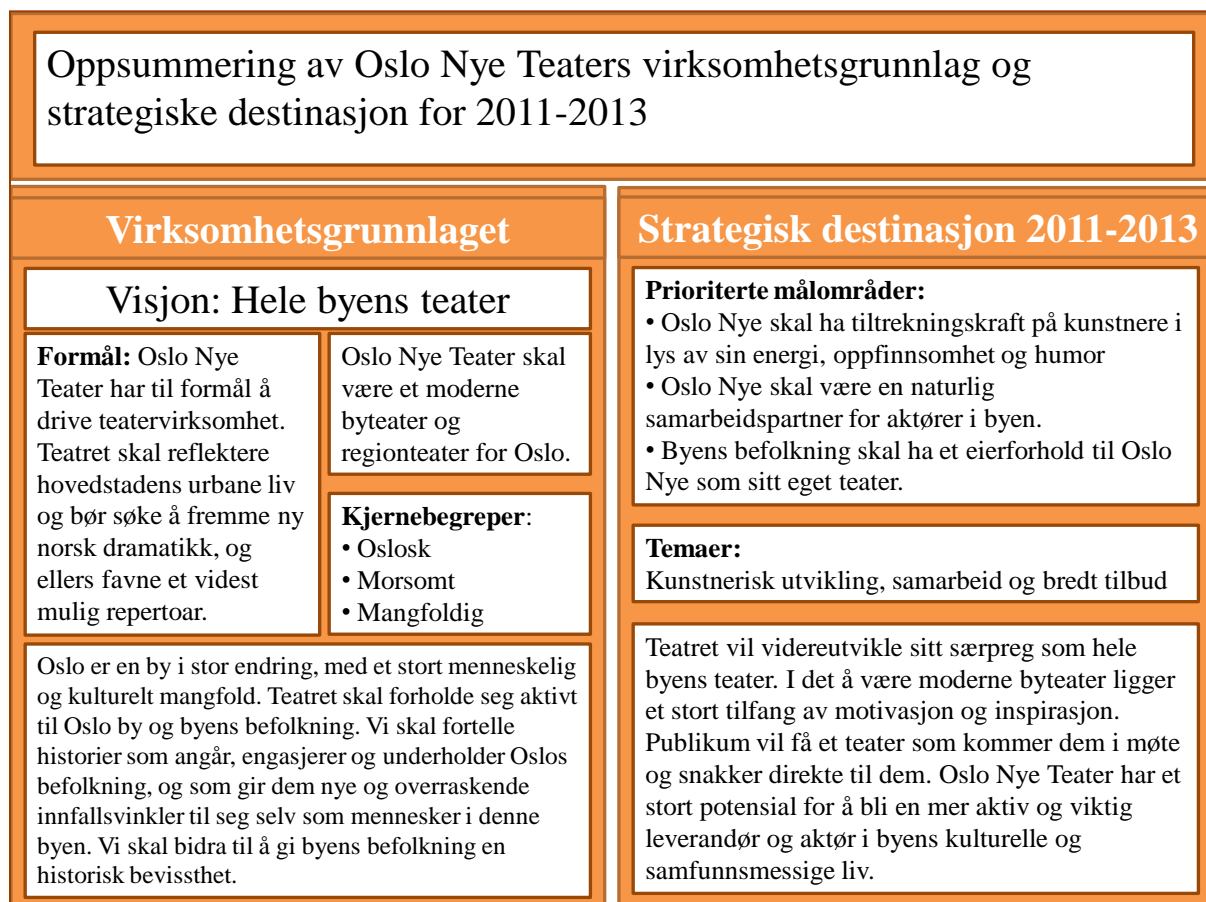 Oppsummering av Oslo Nye Teaters virksomhetsgrunnlag og
strategiske destinasjon for 2011-2013
Virksomhetsgrunnlaget
Visjon: Hele byens teater
Formål: Oslo Nye
Teater har til formål å
drive teatervirksomhet.
Teatret skal reflektere
hovedstadens urbane liv
og bør søke å fremme ny
norsk dramatikk, og
ellers favne et videst
mulig repertoar.
Oslo Nye Teater skal
være et moderne
byteater og
regionteater for Oslo.
Kjernebegreper:
• Oslosk
• Morsomt
• Mangfoldig
Oslo er en by i stor endring, med et stort menneskelig
og kulturelt mangfold. Teatret skal forholde seg aktivt
til Oslo by og byens befolkning. Vi skal fortelle
historier som angår, engasjerer og underholder Oslos
befolkning, og som gir dem nye og overraskende
innfallsvinkler til seg selv som mennesker i denne
byen. Vi skal bidra til å gi byens befolkning en
historisk bevissthet.
Strategisk destinasjon 2011-2013
Prioriterte målområder:
• Oslo Nye skal ha tiltrekningskraft på kunstnere i
lys av sin energi, oppfinnsomhet og humor
• Oslo Nye skal være en naturlig
samarbeidspartner for aktører i byen.
• Byens befolkning skal ha et eierforhold til Oslo
Nye som sitt eget teater.
Temaer:
Kunstnerisk utvikling, samarbeid og bredt tilbud
Teatret vil videreutvikle sitt særpreg som hele
byens teater. I det å være moderne byteater ligger
et stort tilfang av motivasjon og inspirasjon.
Publikum vil få et teater som kommer dem i møte
og snakker direkte til dem. Oslo Nye Teater har et
stort potensial for å bli en mer aktiv og viktig
leverandør og aktør i byens kulturelle og
samfunnsmessige liv.